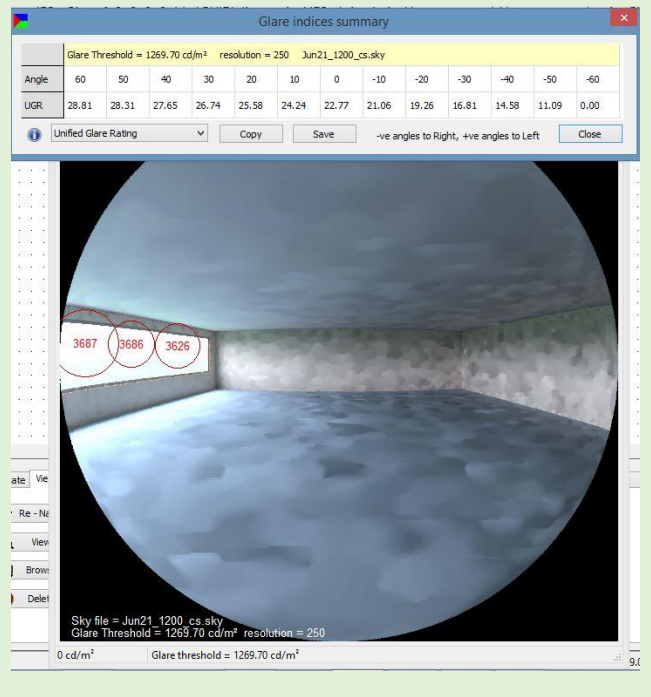 Glare indices summary
Glare Threshold = 1269.70 cd/m² resolution = 250 Jun21_1200_cs.sky
Angle 60 50 40 30 20 10 0 -10 -20 -30 -40 -50 -60
UGR 28.81 28.31 27.65 26.74 25.58 24.24 22.77 21.06 19.26 16.81 14.58 11.09 0.00
Unified Glare Rating Copy Save -ve angles to Right, +ve angles to Left Close
3687 3686 3626
ate Vie
Re - Na
View
Brow
Delet
Sky file = Jun21_1200_cs.sky
Glare Threshold = 1269.70 cd/m² resolution = 250
0 cd/m² Glare threshold = 1269.70 cd/m²
9.0